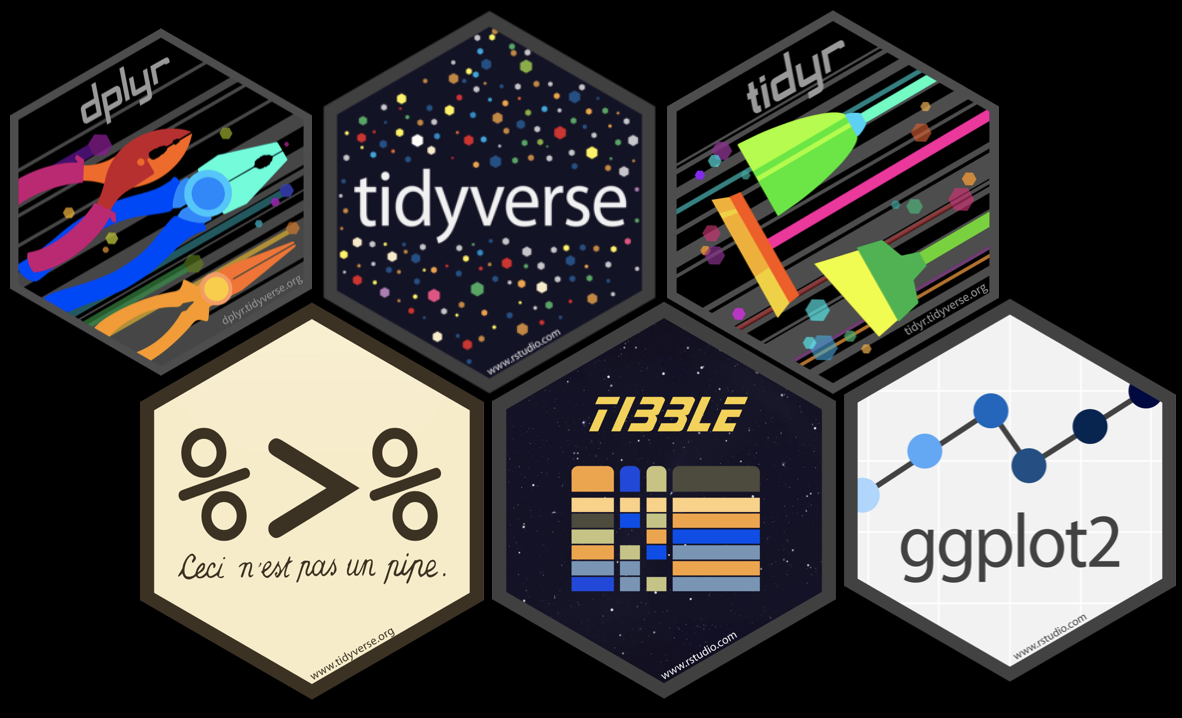 dplyr
dplyr.tidyverse.org
tidyverse
www.rstudio.com
tidyr
tidyr.tidyverse.org
%>%
Ceci n'est pas un pipe.
www.tidyverse.org
TIBBLE
www.rstudio.com
ggplot2
www.rstudio.com